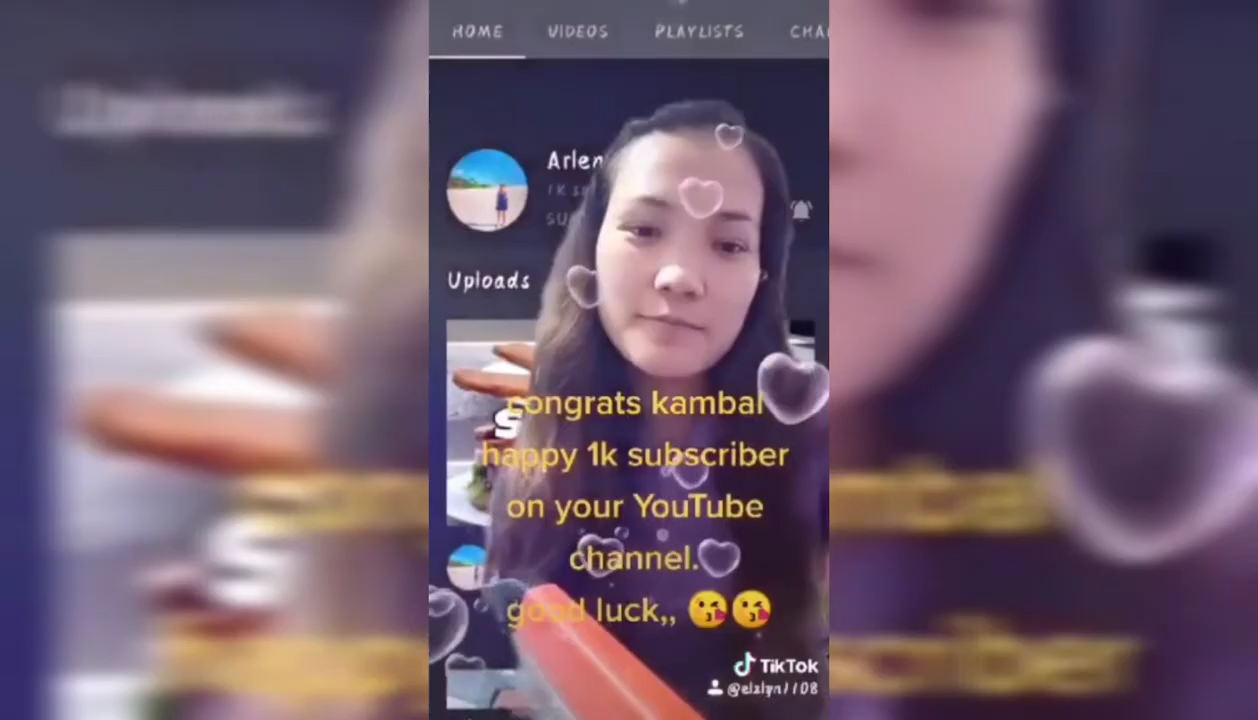 HOME VIDEOS PLAYLISTS
Uploads
congrats kambal
happy 1k subscriber
on your YouTube
channel.
good luck,, 😘😘
TikTok
@elzlyn1108